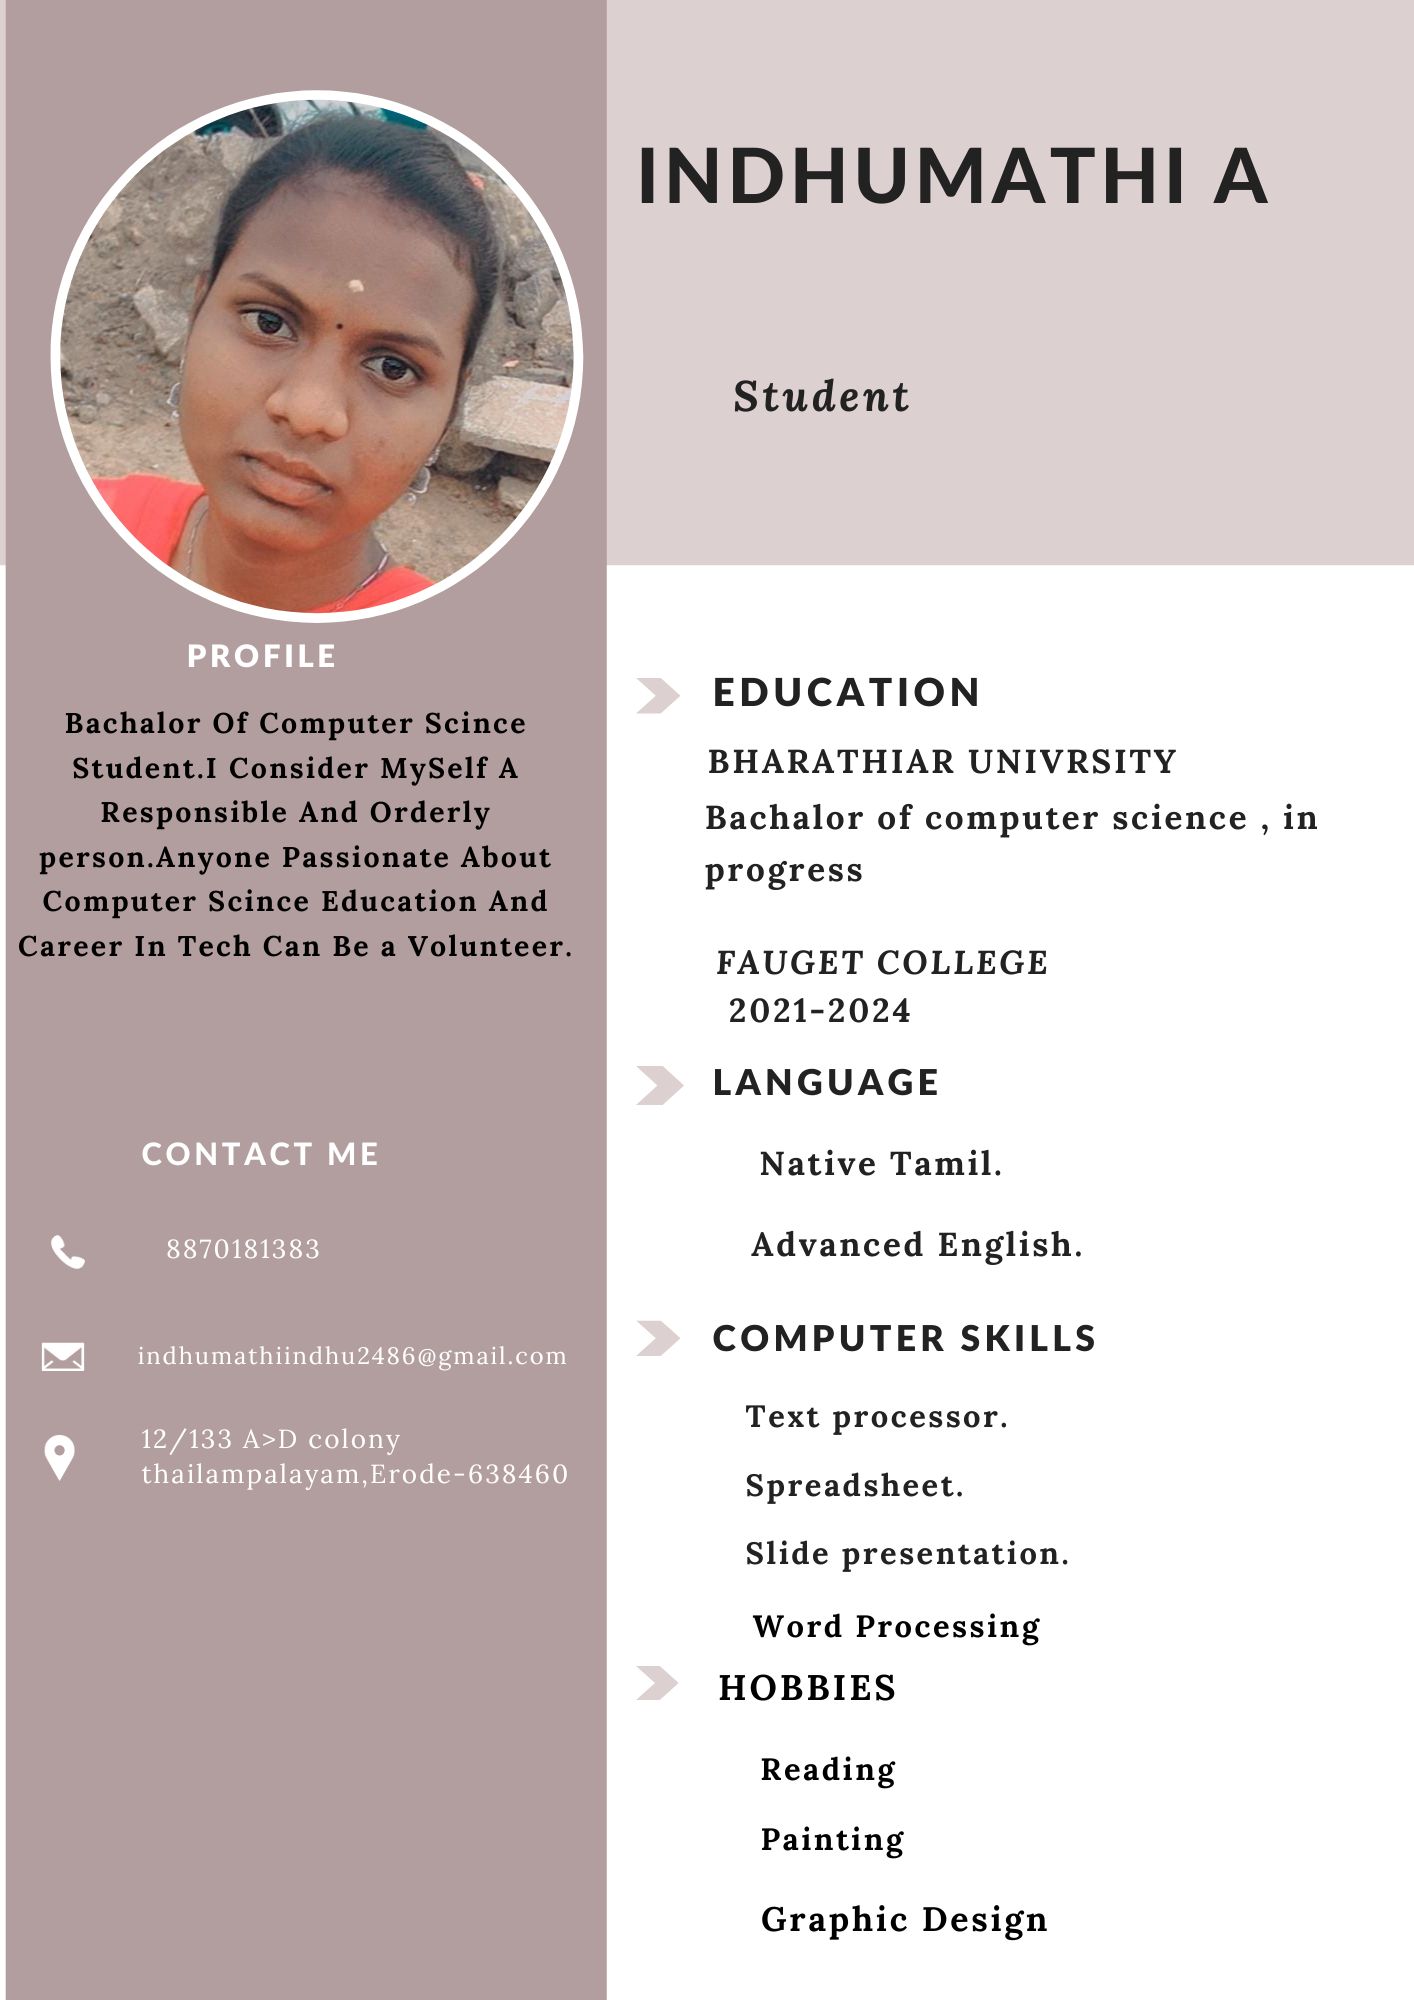 INDHUMATHI A
Student
PROFILE
Bachalor Of Computer Scince
Student.I Consider MySelf A
Responsible And Orderly
person.Anyone Passionate About
Computer Scince Education And
Career In Tech Can Be a Volunteer.
CONTACT ME
8870181383
indhumathiindhu2486@gmail.com
12/133 A>D colony
thailampalayam,Erode-638460
EDUCATION
BHARATHIAR UNIVRSITY
Bachalor of computer science , in
progress
FAUGET COLLEGE
2021-2024
LANGUAGE
Native Tamil.
Advanced English.
COMPUTER SKILLS
Text processor.
Spreadsheet.
Slide presentation.
Word Processing
HOBBIES
Reading
Painting
Graphic Design